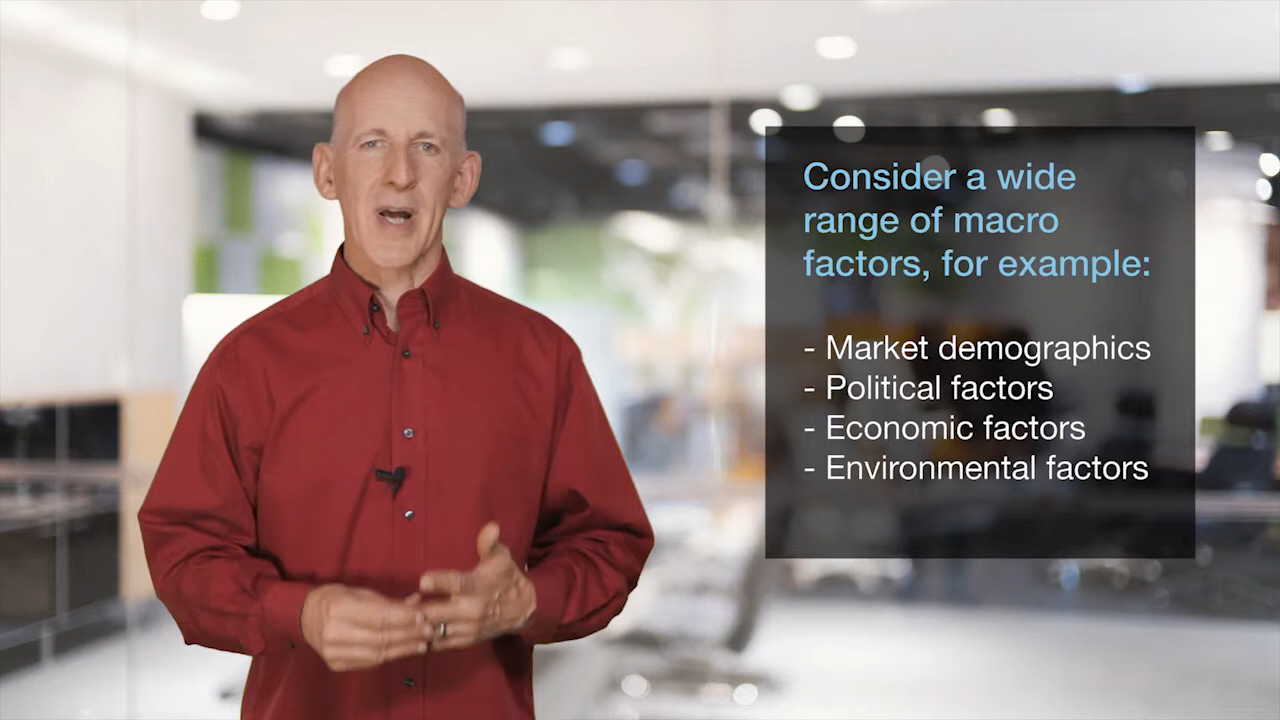 Consider a wide
range of macro
factors, for example:
- Market demographics
- Political factors
- Economic factors
- Environmental factors